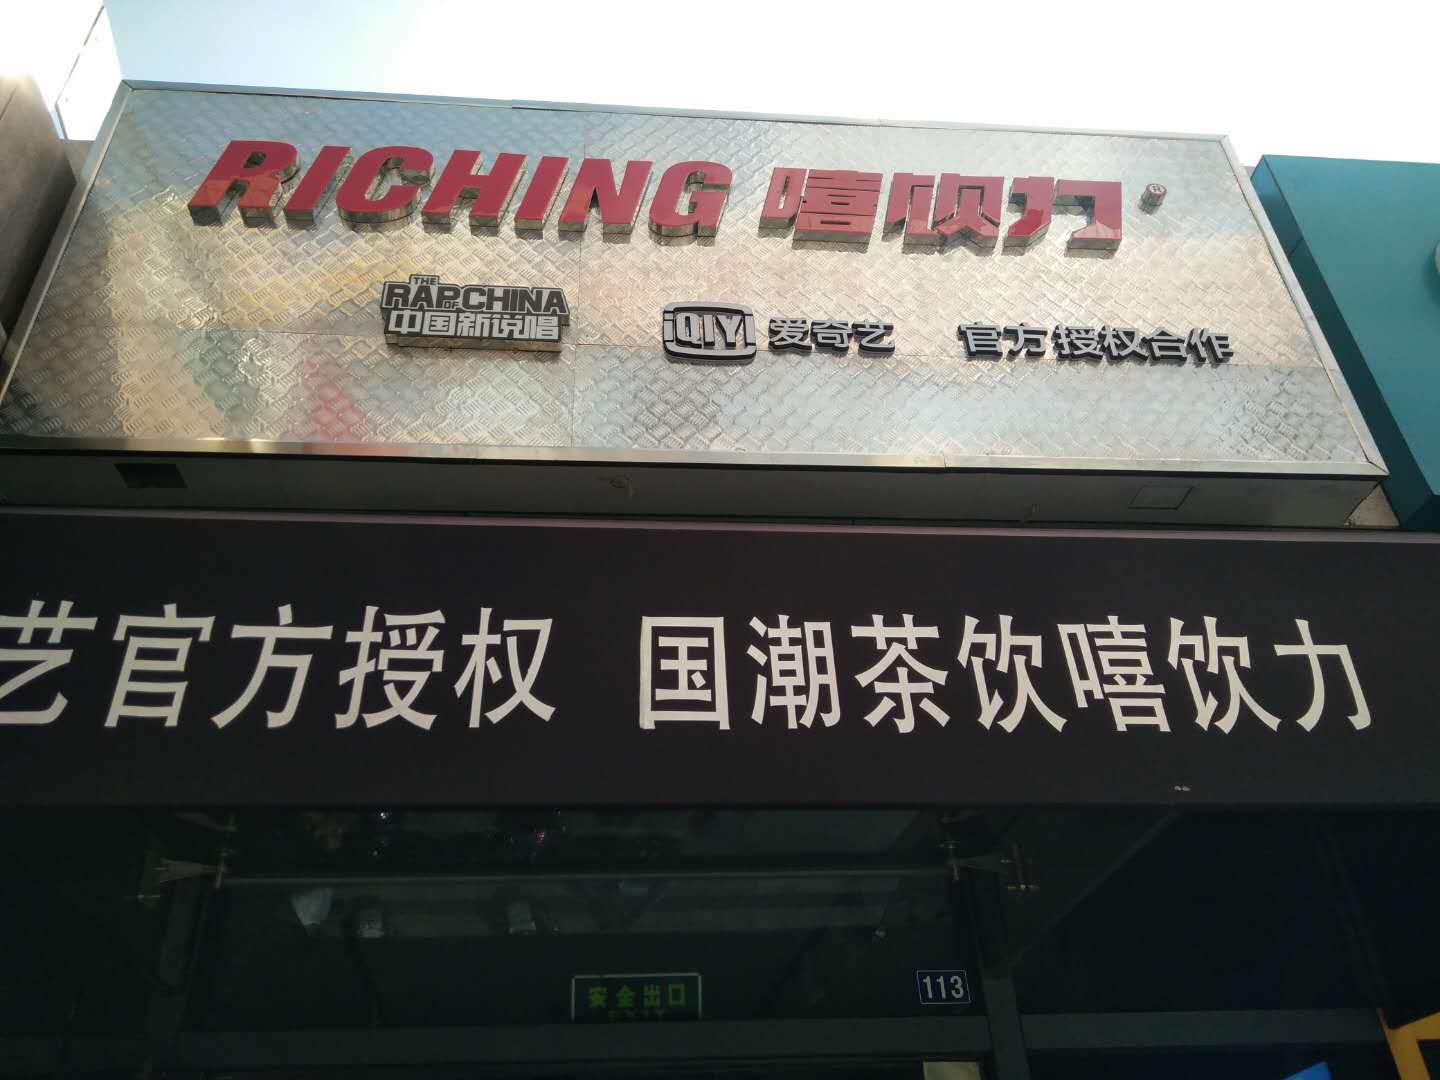 RICHING 嘻饮力®
THE
RAP OF CHINA
中国新说唱
QIY 爱奇艺 官方授权合作
艺官方授权 国潮茶饮嘻饮力
安全出口
EXIT
113